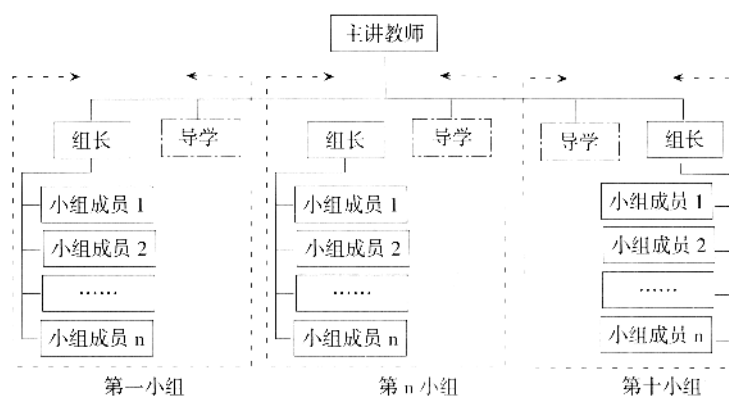 主讲教师
组长
导学
组长
导学
导学
组长
小组成员 1
小组成员 1
小组成员 1
小组成员 2
小组成员 2
小组成员 2
……
……
……
小组成员 n
小组成员 n
小组成员 n
第一小组
第 n 小组
第十小组